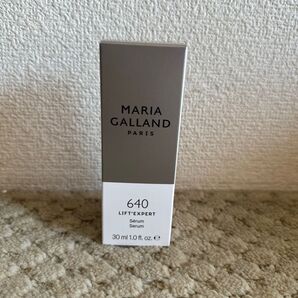 MARIA
GALLAND
PARIS
640
LIFT'EXPERT
Sérum
Serum
30 ml 1.0 fl. oz. ℮